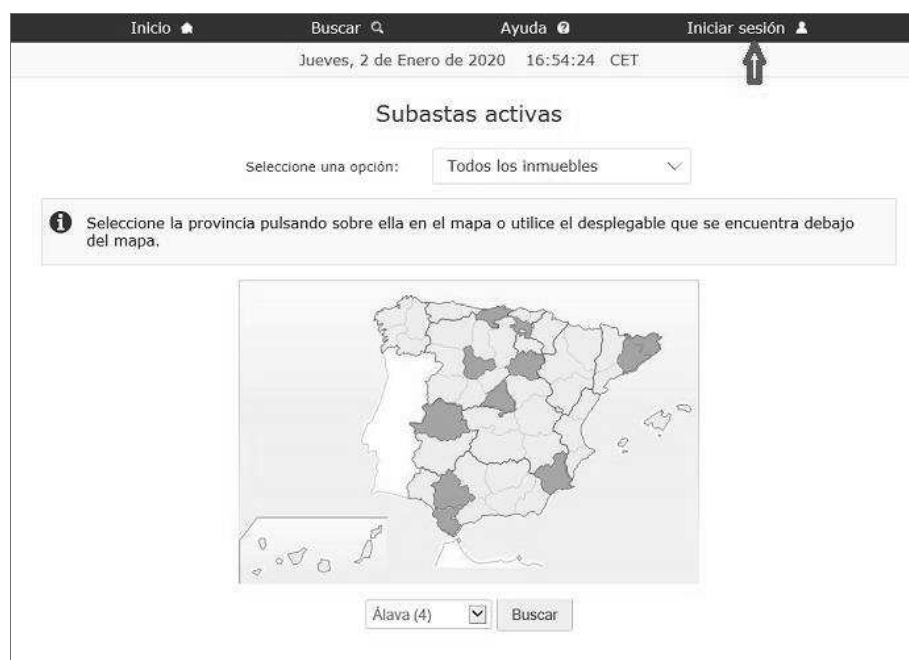 Inicio Buscar Ayuda Iniciar sesión
Jueves, 2 de Enero de 2020 16:54:24 CET
Subastas activas
Seleccione una opción: Todos los inmuebles
Seleccione la provincia pulsando sobre ella en el mapa o utilice el desplegable que se encuentra debajo
del mapa.
Álava (4) Buscar